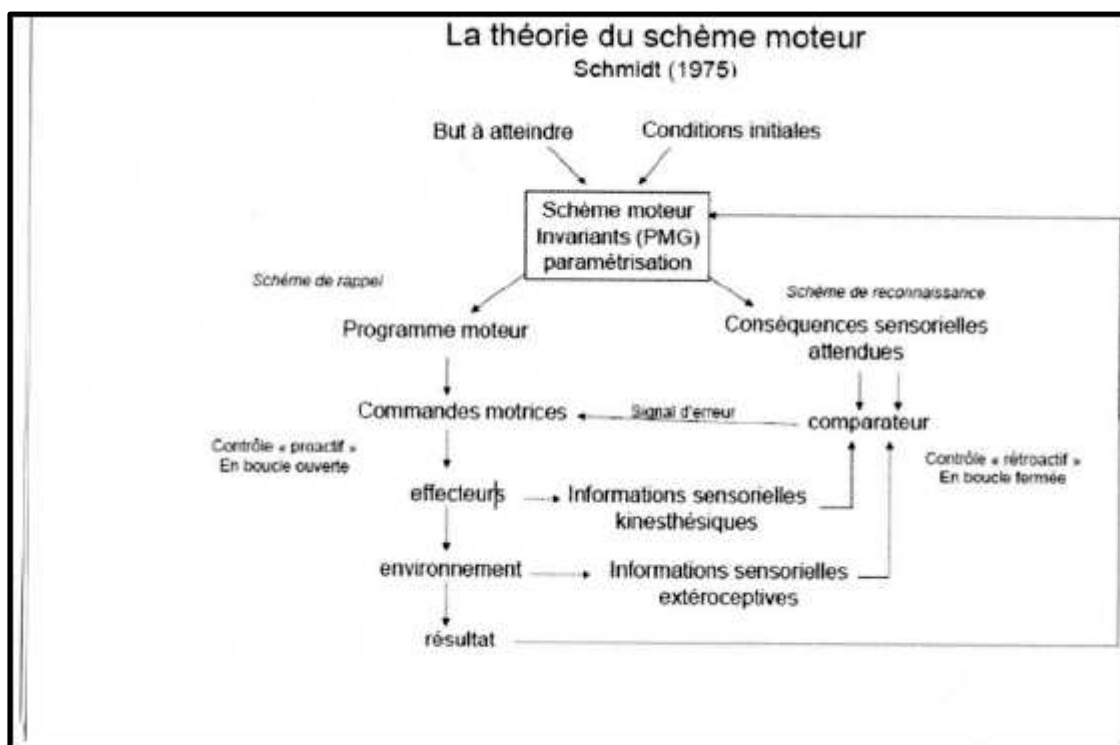 La théorie du schème moteur
Schmidt (1975)
But à atteindre
Conditions initiales
Schème moteur
Invariants (PMG)
paramétrisation
Schéme de rappel
Schéme de reconnaissance
Programme moteur
Conséquences sensorielles
attendues
Commandes motrices
Signal d'erreur
comparateur
Contrôle « proactif »
En boucle ouverte
Contrôle « rétroactif »
En boucle fermée
effecteurs
Informations sensorielles
kinesthésiques
environnement
Informations sensorielles
extéroceptives
résultat